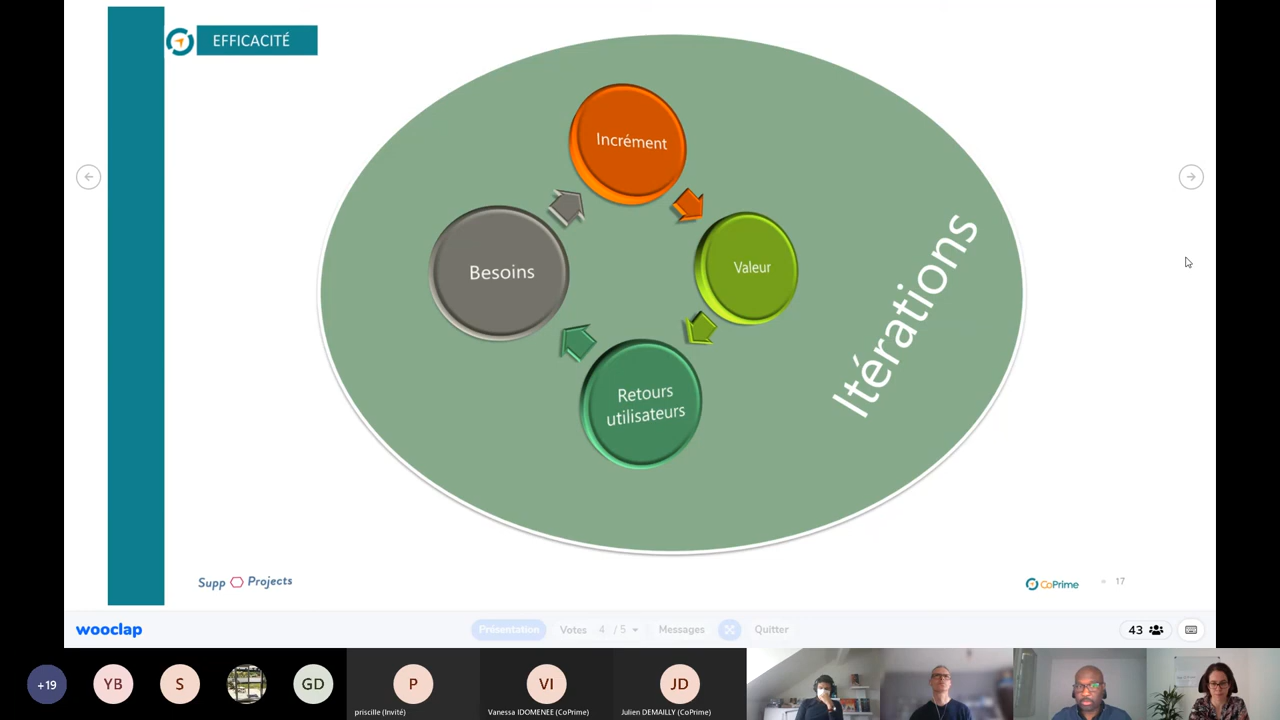 EFFICACITÉ
Incrément
Besoins
Valeur
Retours
utilisateurs
Itérations
Supp Projects
CoPrime
17
wooclap
Présentation
Votes 4 / 5
Messages
Quitter
43
+19
YB
S
GD
P
VI
JD
priscille (Invité)
Vanessa IDOMENEE (CoPrime)
Julien DEMAILLY (CoPrime)